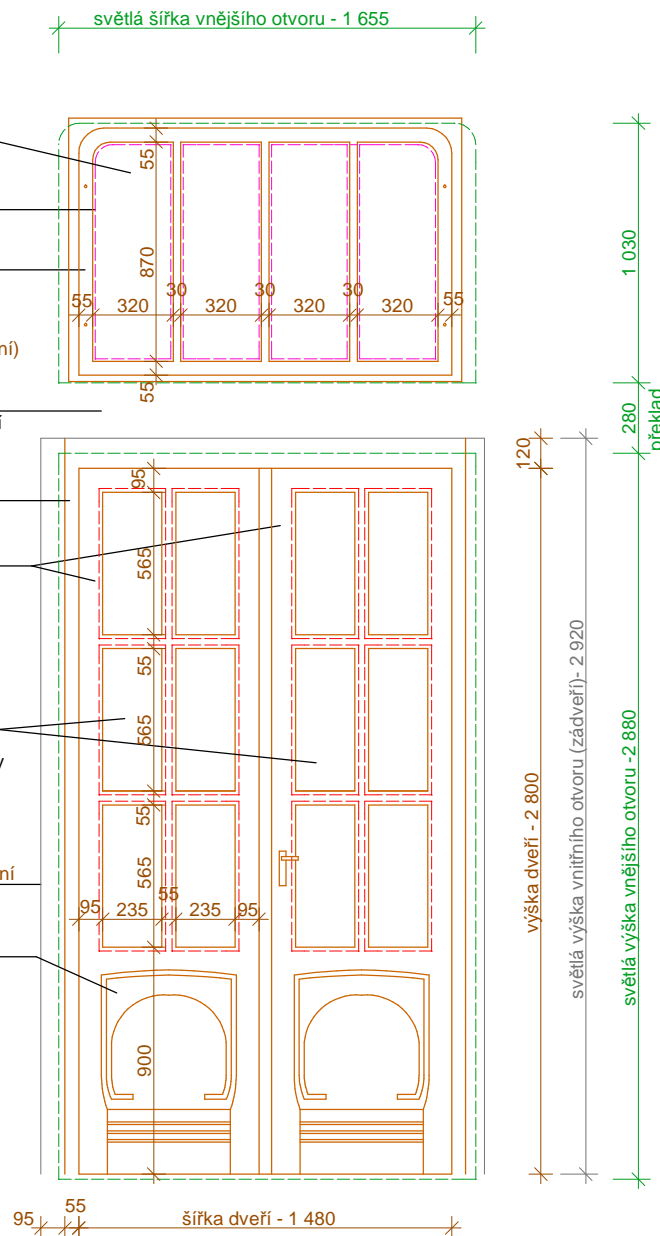 světlá šířka vnějšího otvoru - 1 655
55
870
1 030
55
320
30
320
30
320
30
320
55
ní)
55
í
280
překlad
120
95
565
55
565
y
55
565
ní
95
235
55
235
95
900
výška dveří - 2 800
světlá výška vnitřního otvoru (zádveří)- 2 920
světlá výška vnějšího otvoru -2 880
95
55
šířka dveří - 1 480